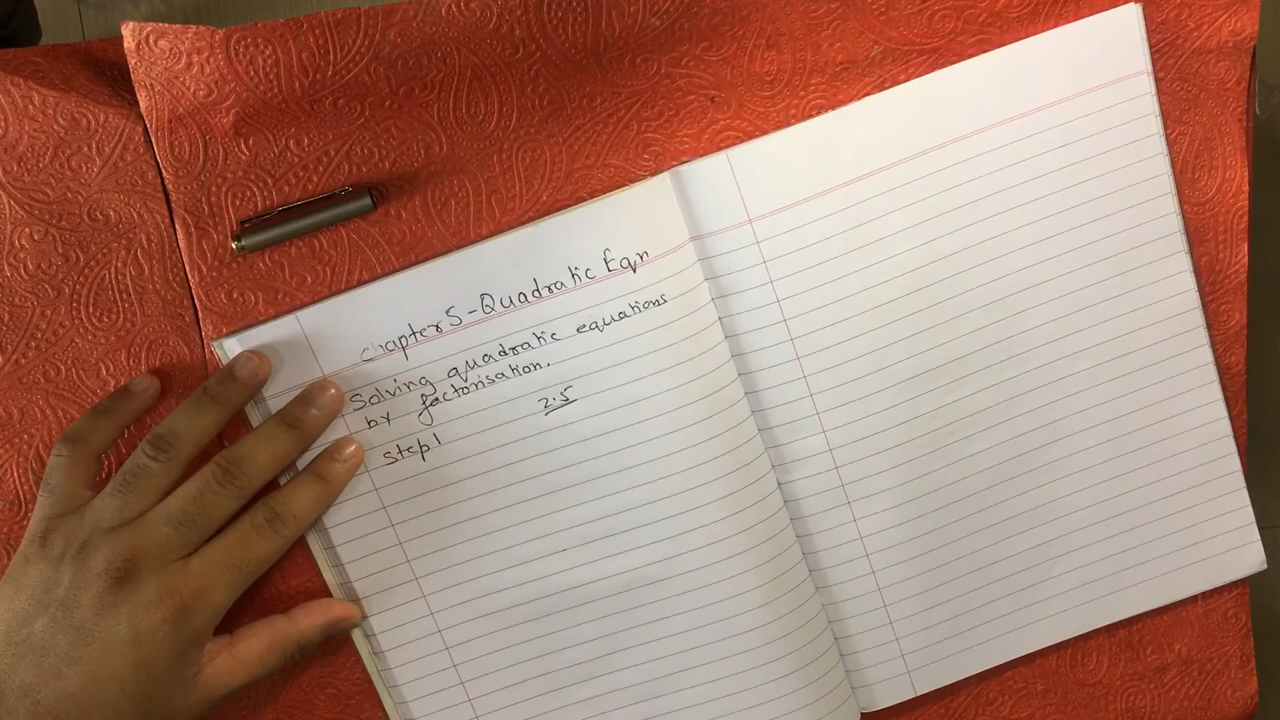 Chapter 5 - Quadratic Eqn
Solving quadratic equations
by factorisation.
2.5
Step 1